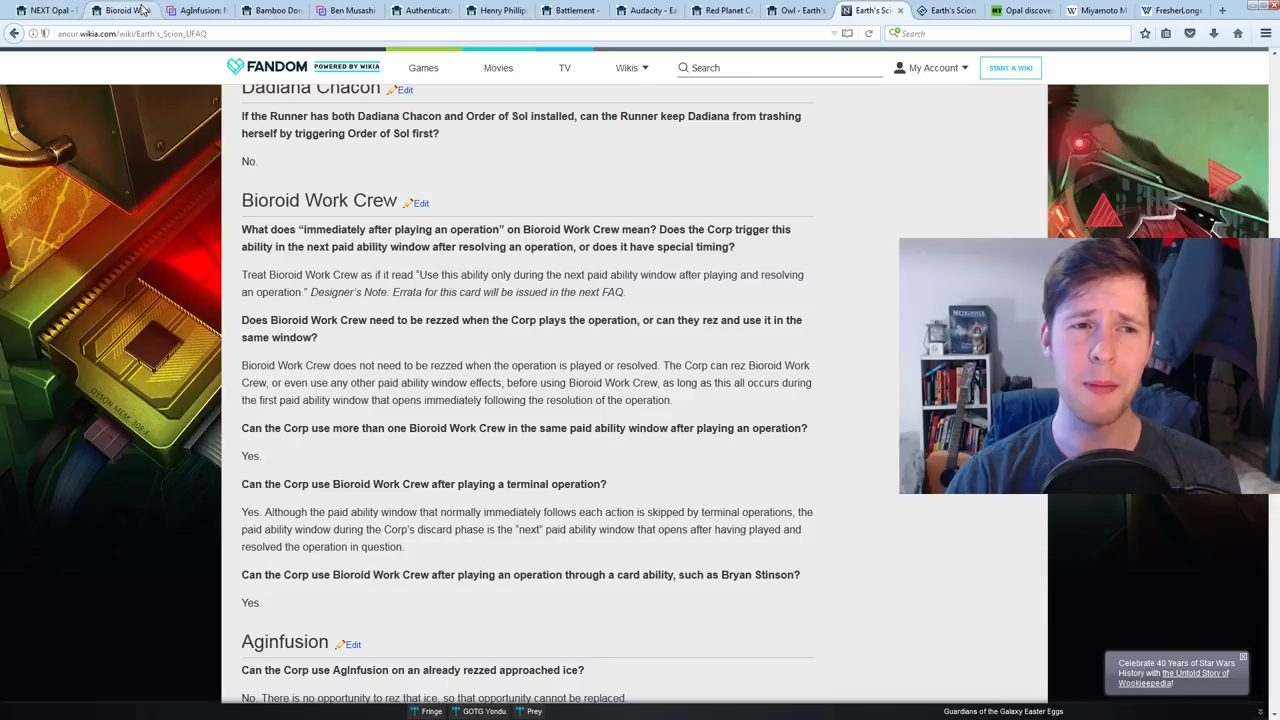 NEXT Opal -
Bioroid W
AgInfusion: N
Bamboo Don
Ben Musashi
Authenticato
Henry Phillip
Battlement -
Audacity - Ea
Red Planet C
Owl - Earth's
Earth's Sc
Earth's Scion
Opal discove
Miyamoto M
FresherLonge
ancur.wikia.com/wiki/Earth's_Scion_UFAQ
Search
FANDOM POWERED BY WIKIA
Games
Movies
TV
Wikis
Search
My Account
START A WIKI
Dadiana Chacon Edit
If the Runner has both Dadiana Chacon and Order of Sol installed, can the Runner keep Dadiana from trashing
herself by triggering Order of Sol first?
No.
Bioroid Work Crew Edit
What does “immediately after playing an operation” on Bioroid Work Crew mean? Does the Corp trigger this
ability in the next paid ability window after resolving an operation, or does it have special timing?
Treat Bioroid Work Crew as if it read “Use this ability only during the next paid ability window after playing and resolving
an operation.” Designer's Note: Errata for this card will be issued in the next FAQ.
Does Bioroid Work Crew need to be rezzed when the Corp plays the operation, or can they rez and use it in the
same window?
Bioroid Work Crew does not need to be rezzed when the operation is played or resolved. The Corp can rez Bioroid Work
Crew, or even use any other paid ability window effects, before using Bioroid Work Crew, as long as this all occurs during
the first paid ability window that opens immediately following the resolution of the operation.
Can the Corp use more than one Bioroid Work Crew in the same paid ability window after playing an operation?
Yes.
Can the Corp use Bioroid Work Crew after playing a terminal operation?
Yes. Although the paid ability window that normally immediately follows each action is skipped by terminal operations, the
paid ability window during the Corp's discard phase is the “next” paid ability window that opens after having played and
resolved the operation in question.
Can the Corp use Bioroid Work Crew after playing an operation through a card ability, such as Bryan Stinson?
Yes.
Aginfusion Edit
Can the Corp use AgInfusion on an already rezzed approached ice?
No. There is no opportunity to rez that ice, so that opportunity cannot be replaced.
DYSON MEM. 308-X
Celebrate 40 Years of Star Wars
History with the Untold Story of
Wookieepedia!
Fringe
GOTG Yondu
Prey
Guardians of the Galaxy Easter Eggs